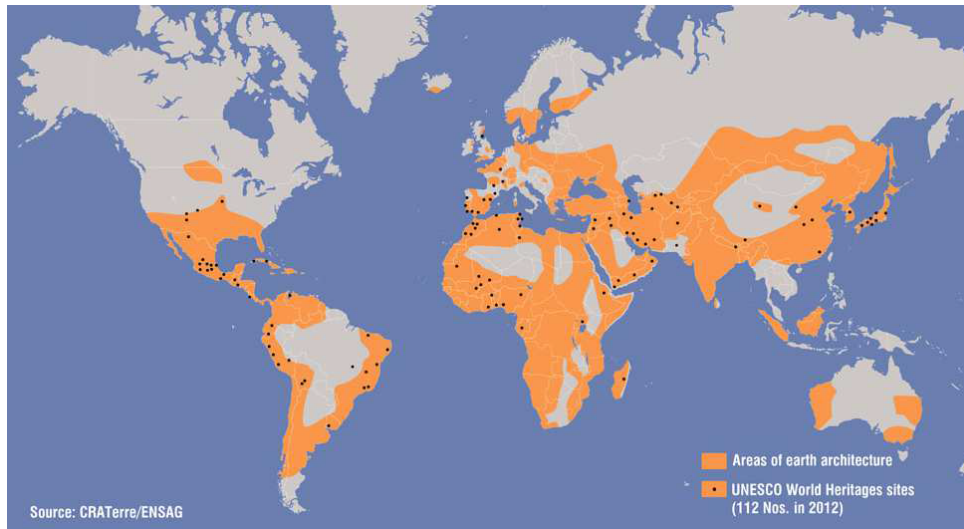 Areas of earth architecture
UNESCO World Heritages sites
(112 Nos. in 2012)
Source: CRATerre/ENSAG